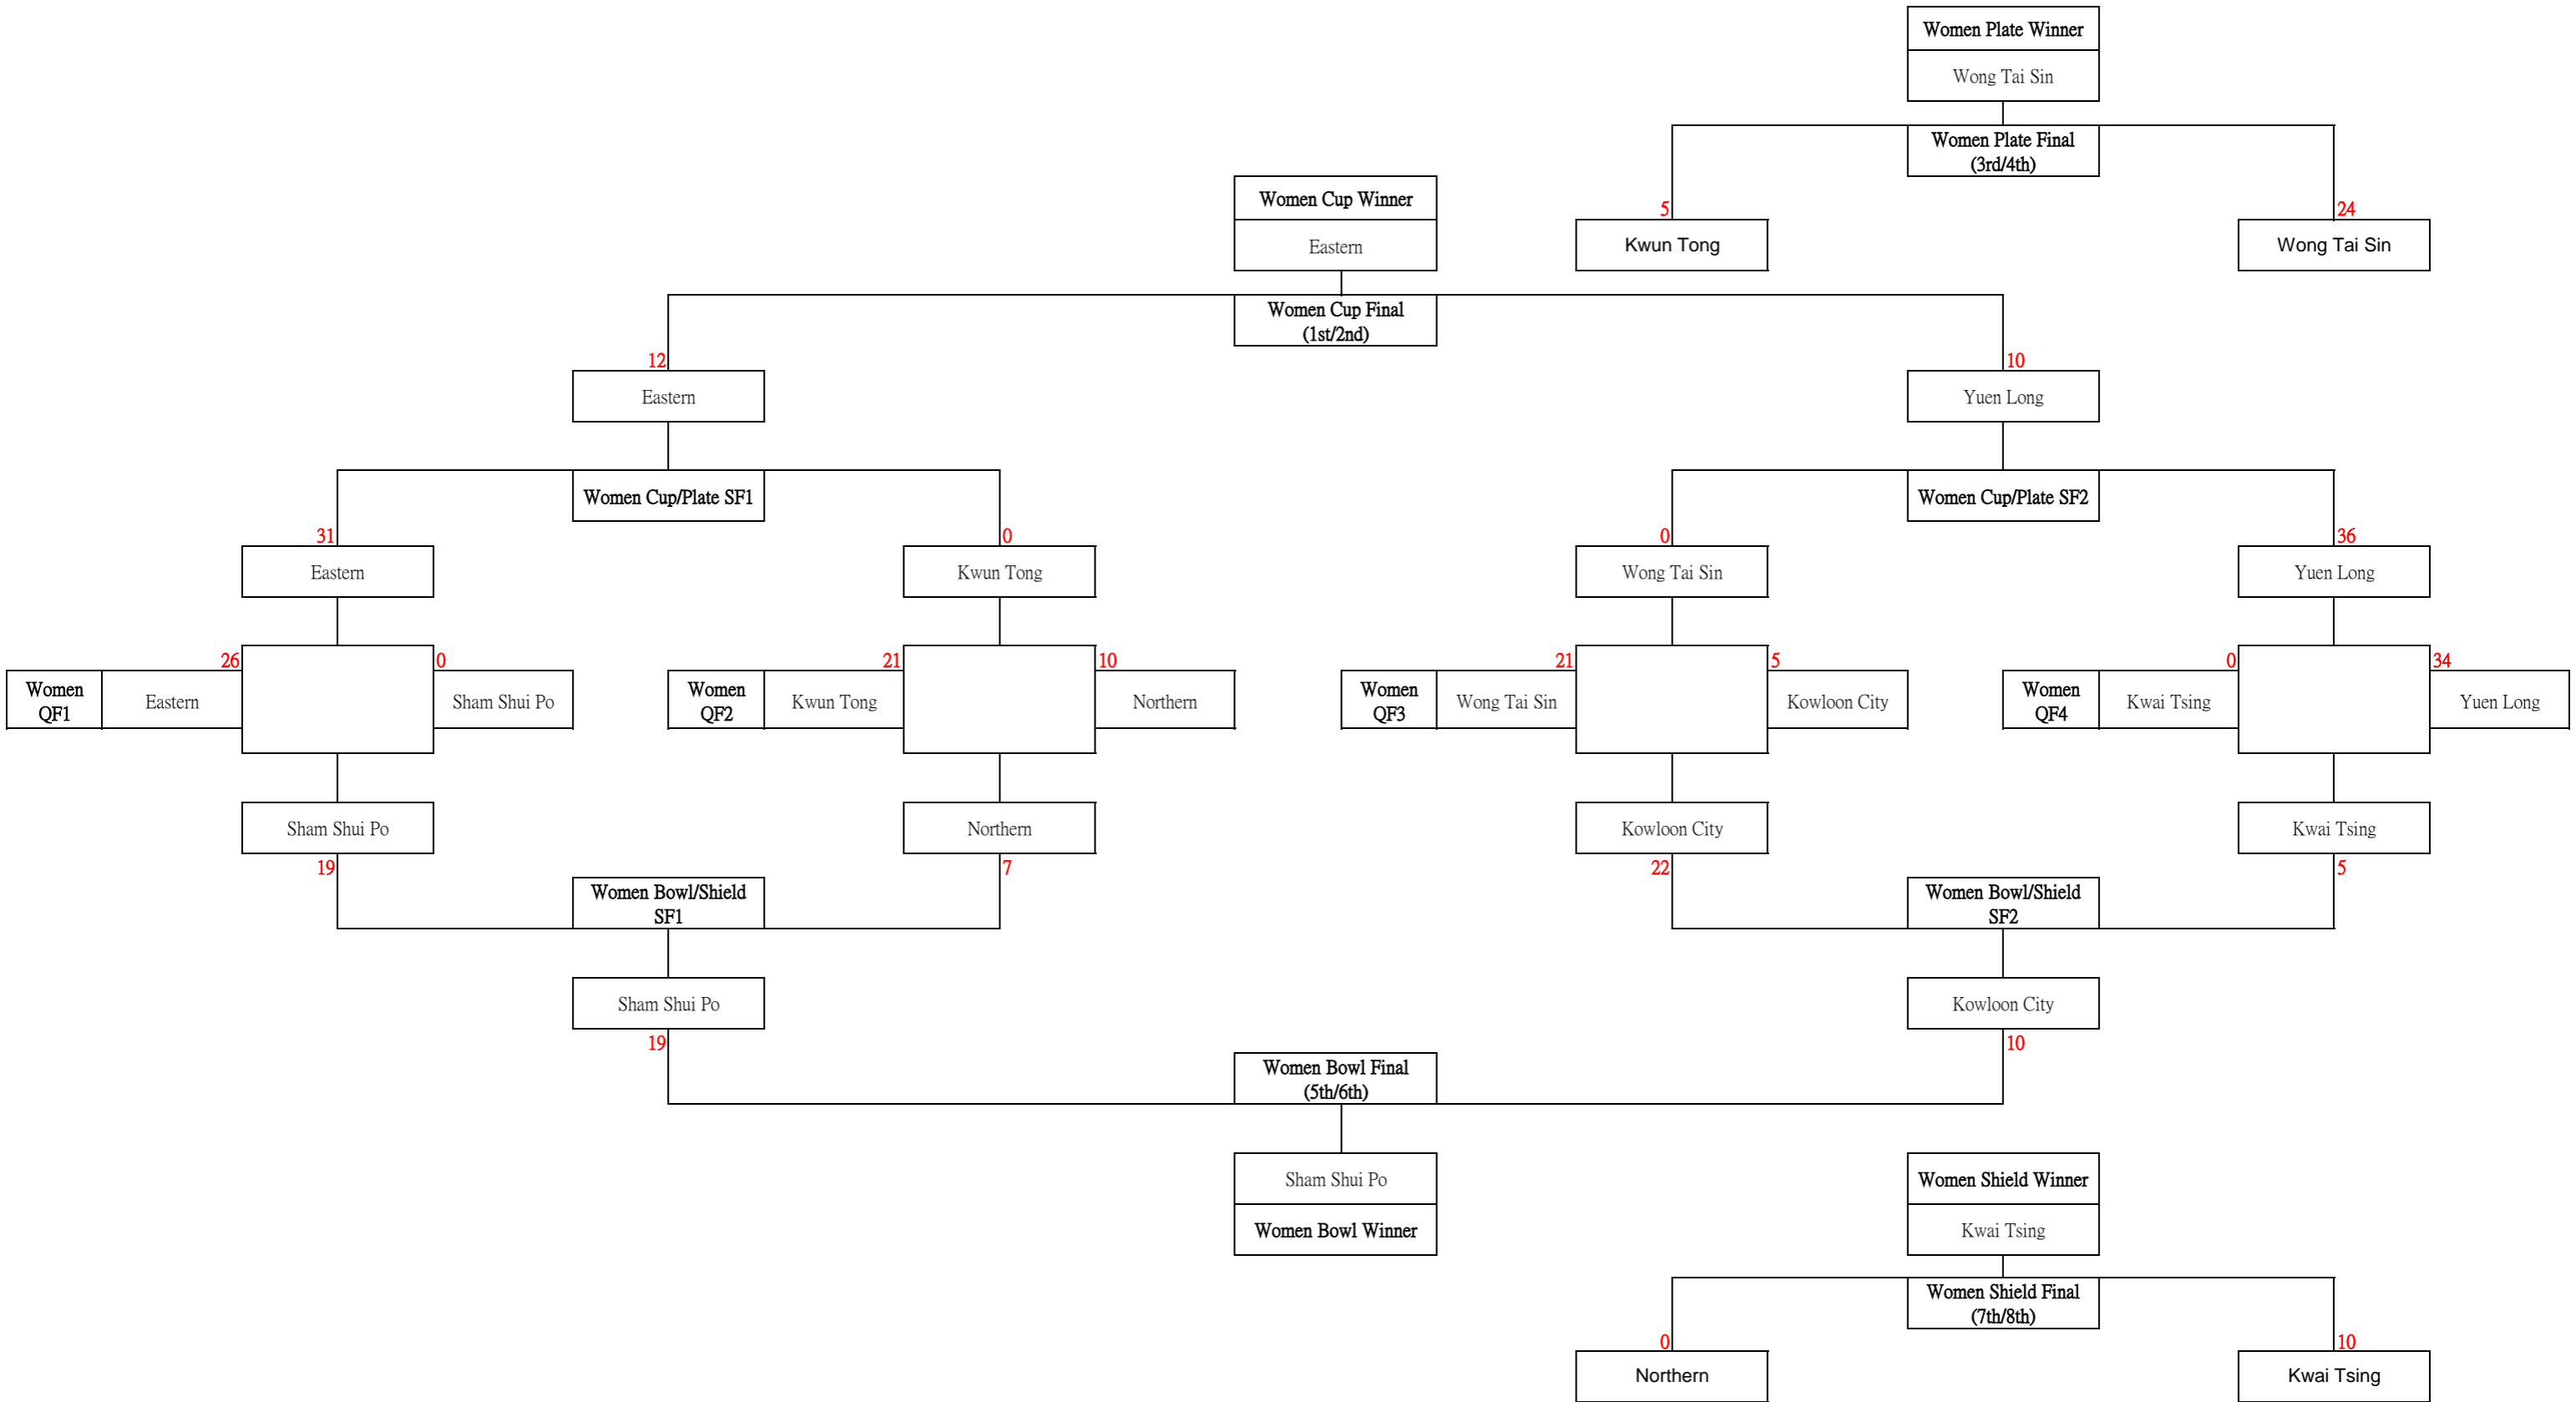 Women Plate Winner
Wong Tai Sin
Women Plate Final
(3rd/4th)
5
24
Kwun Tong
Wong Tai Sin
Women Cup Winner
Eastern
Women Cup Final
(1st/2nd)
12
10
Eastern
Yuen Long
Women Cup/Plate SF1
Women Cup/Plate SF2
31
0
0
36
Eastern
Kwun Tong
Wong Tai Sin
Yuen Long
26
0
21
10
21
5
0
34
Women
QF1
Eastern
Sham Shui Po
Women
QF2
Kwun Tong
Northern
Women
QF3
Wong Tai Sin
Kowloon City
Women
QF4
Kwai Tsing
Yuen Long
Sham Shui Po
Northern
Kowloon City
Kwai Tsing
19
7
22
5
Women Bowl/Shield
SF1
Women Bowl/Shield
SF2
Sham Shui Po
Kowloon City
19
10
Women Bowl Final
(5th/6th)
Sham Shui Po
Women Bowl Winner
Women Shield Winner
Kwai Tsing
Women Shield Final
(7th/8th)
0
10
Northern
Kwai Tsing